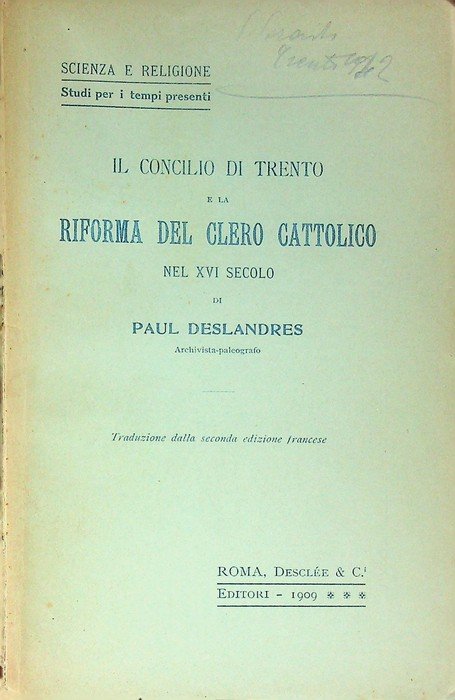 SCIENZA E RELIGIONE
Studi per i tempi presenti
IL CONCILIO DI TRENTO
E LA
RIFORMA DEL CLERO CATTOLICO
NEL XVI SECOLO
DI
PAUL DESLANDRES
Archivista-paleografo
Traduzione dalla seconda edizione francese
ROMA, DESCLÉE & C.i
EDITORI - 1909 * * *